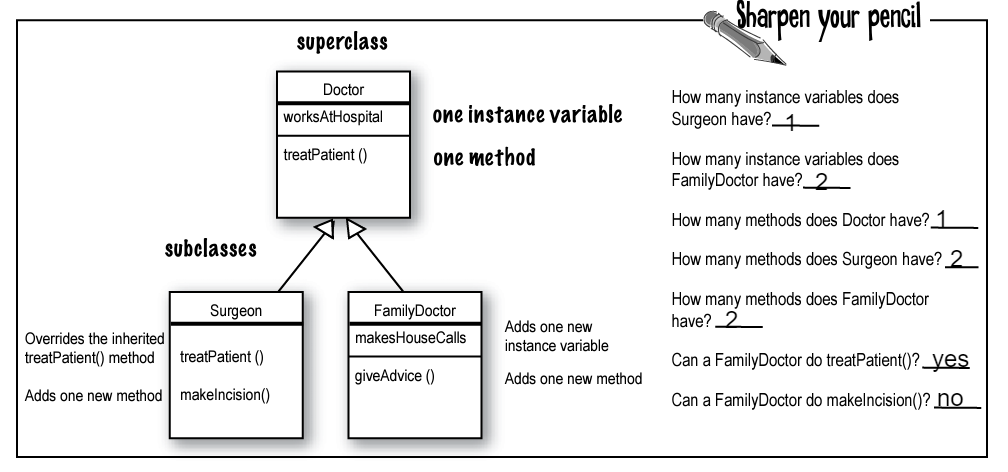 Sharpen your pencil
superclass
Doctor
worksAtHospital
one instance variable
treatPatient ()
one method
subclasses
Surgeon
Overrides the inherited
treatPatient() method
treatPatient ()
Adds one new method
makeIncision()
FamilyDoctor
makesHouseCalls
Adds one new
instance variable
giveAdvice ()
Adds one new method
How many instance variables does
Surgeon have? 1
How many instance variables does
FamilyDoctor have? 2
How many methods does Doctor have? 1
How many methods does Surgeon have? 2
How many methods does FamilyDoctor
have? 2
Can a FamilyDoctor do treatPatient()? yes
Can a FamilyDoctor do makeIncision()? no